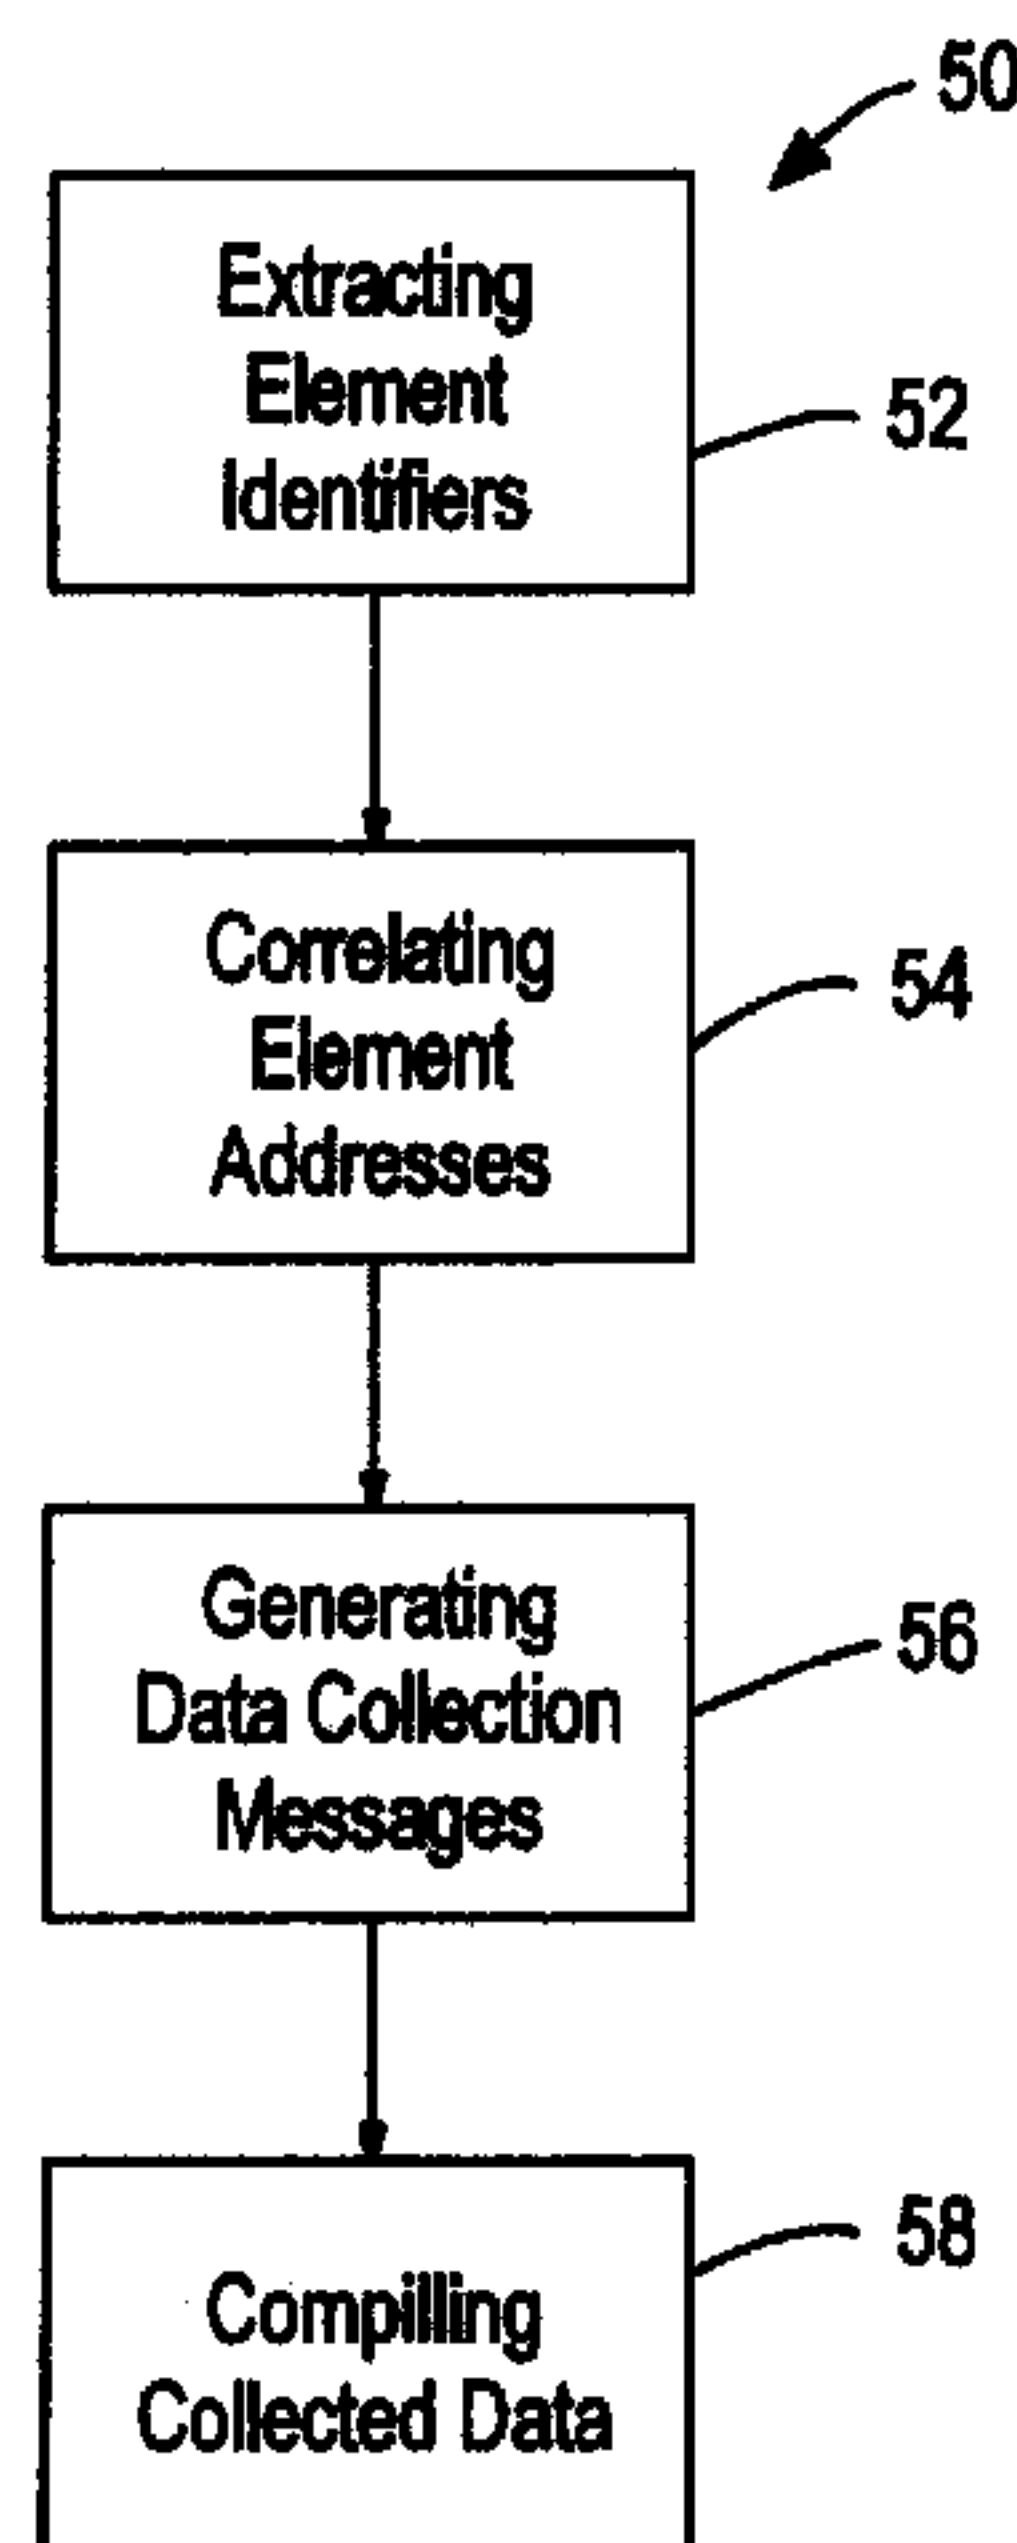 50
Extracting
Element
Identifiers
52
Correlating
Element
Addresses
54
Generating
Data Collection
Messages
56
Compilling
Collected Data
58